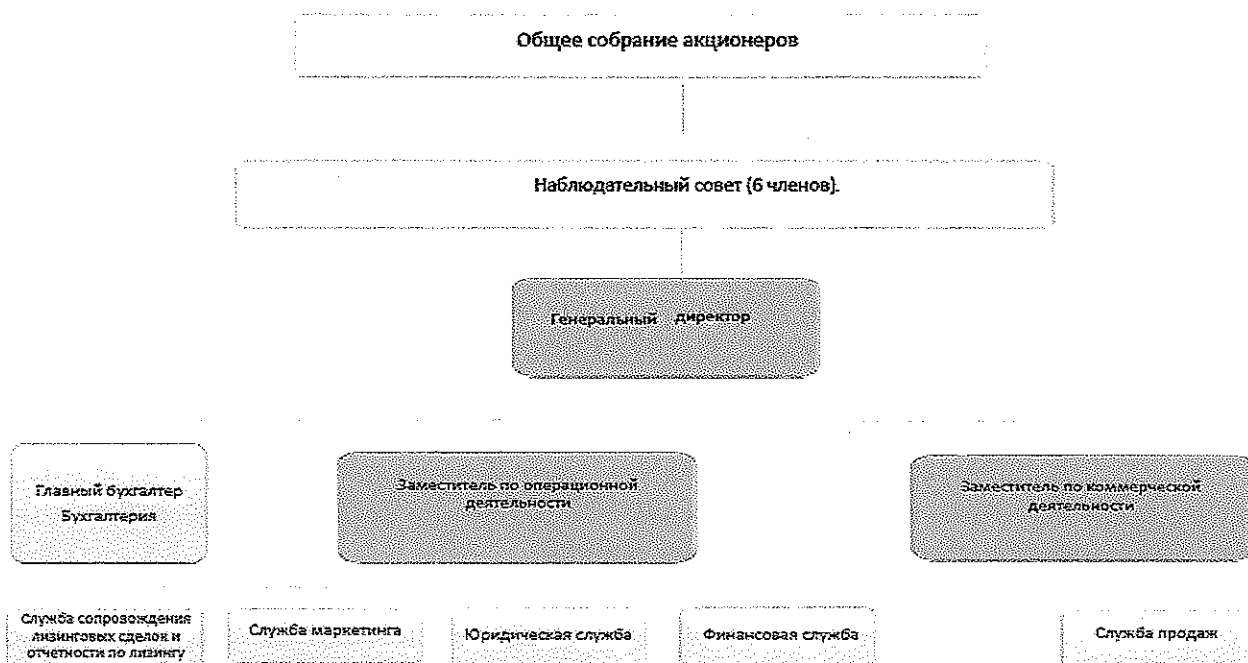 Общее собрание акционеров
Наблюдательный совет (6 членов).
Генеральный директор
Главный бухгалтер
Бухгалтерия
Заместитель по операционной
деятельности
Заместитель по коммерческой
деятельности
Служба сопровождения
лизинговых сделок и
отчетности по лизингу
Служба маркетинга
Юридическая служба
Финансовая служба
Служба продаж